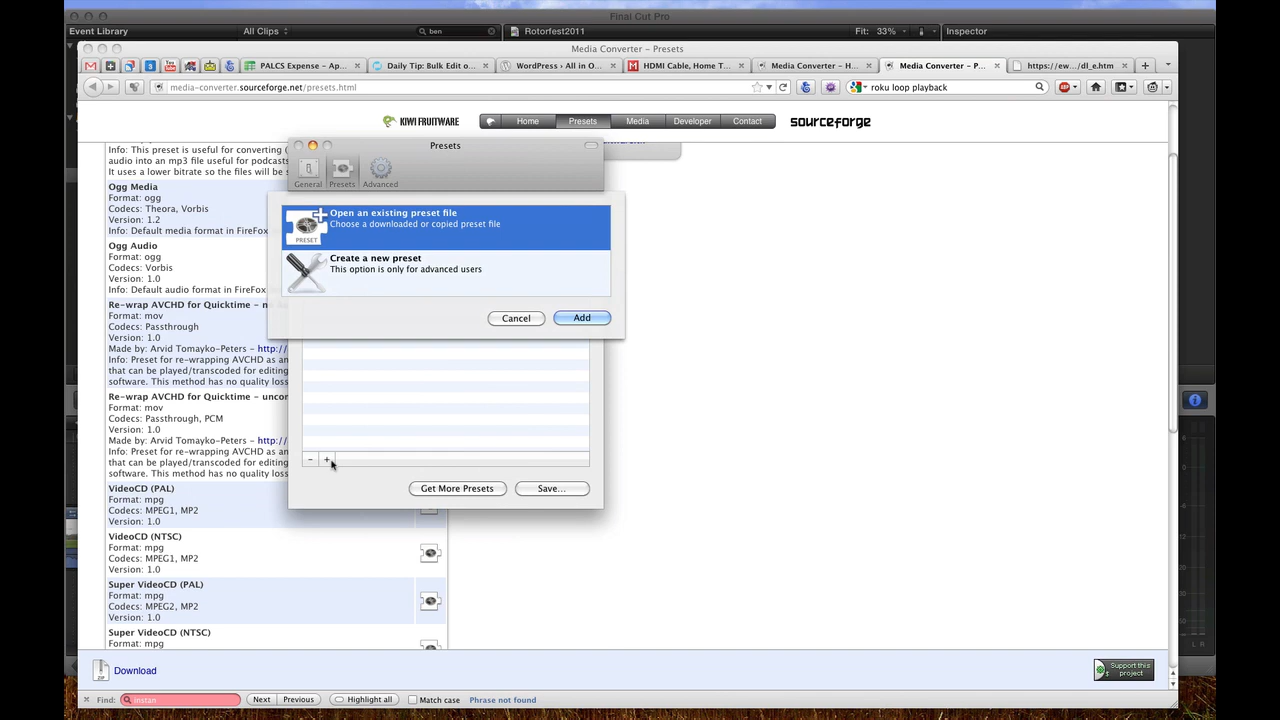 Final Cut Pro
Event Library
All Clips
ben
Rotorfest2011
Fit: 33%
Inspector
Media Converter – Presets
PALCS Expense – Ap...
Daily Tip: Bulk Edit o...
WordPress › All in O...
HDMI Cable, Home T...
Media Converter – H...
Media Converter – P...
https://ew.../dl_e.htm
media-converter.sourceforge.net/presets.html
roku loop playback
KIWI FRUITWARE
Home
Presets
Media
Developer
Contact
sourceforge
Info: This preset is useful for converting (
audio into an mp3 file useful for podcasts
It uses a lower bitrate so the files will be s
Ogg Media
Format: ogg
Codecs: Theora, Vorbis
Version: 1.2
Info: Default media format in FireFox
Ogg Audio
Format: ogg
Codecs: Vorbis
Version: 1.0
Info: Default audio format in FireFox
Re-wrap AVCHD for Quicktime – n
Format: mov
Codecs: Passthrough
Version: 1.0
Made by: Arvid Tomayko-Peters – http:/
Info: Preset for re-wrapping AVCHD as an
that can be played/transcoded for editing
software. This method has no quality loss
Re-wrap AVCHD for Quicktime – uncon
Format: mov
Codecs: Passthrough, PCM
Version: 1.0
Made by: Arvid Tomayko-Peters – http:/
Info: Preset for re-wrapping AVCHD as an
that can be played/transcoded for editing
software. This method has no quality loss
VideoCD (PAL)
Format: mpg
Codecs: MPEG1, MP2
Version: 1.0
VideoCD (NTSC)
Format: mpg
Codecs: MPEG1, MP2
Version: 1.0
Super VideoCD (PAL)
Format: mpg
Codecs: MPEG2, MP2
Version: 1.0
Super VideoCD (NTSC)
Format: mpg
Presets
General
Presets
Advanced
Open an existing preset file
Choose a downloaded or copied preset file
PRESET
Create a new preset
This option is only for advanced users
Cancel
Add
Get More Presets
Save...
Download
Support this
project
L R
Find:
instan
Next
Previous
Highlight all
Match case
Phrase not found